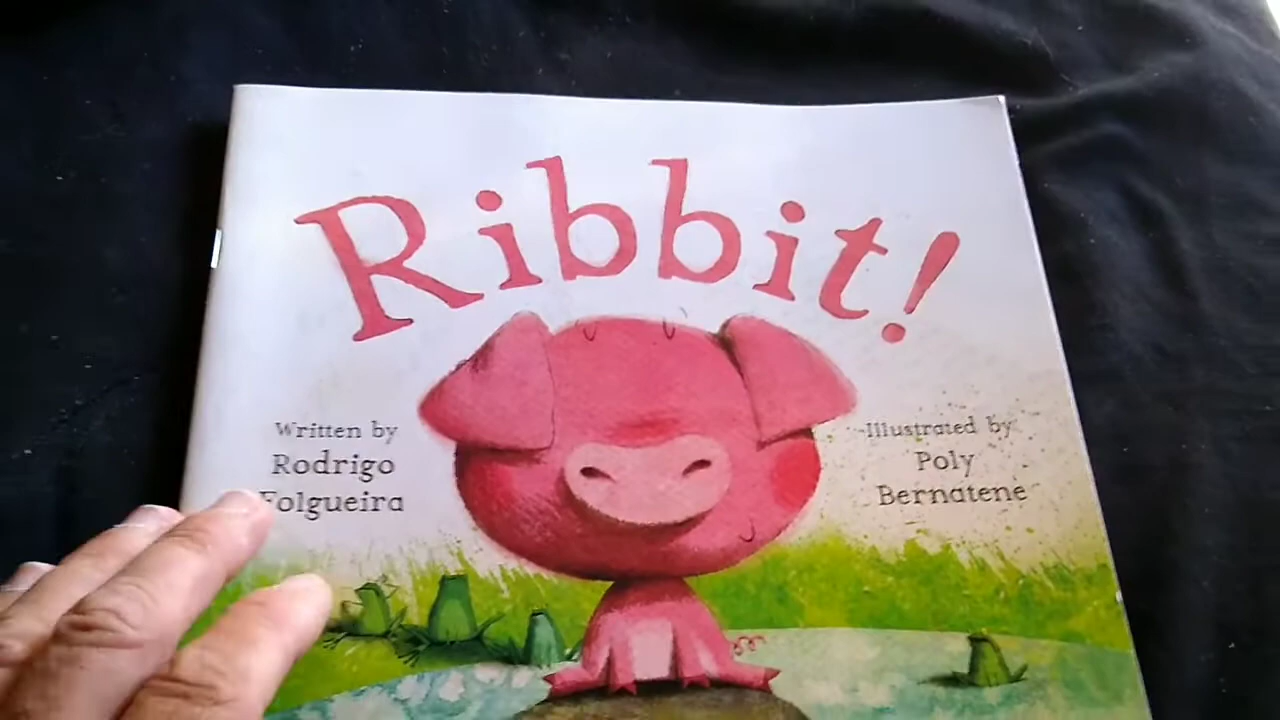 Ribbit!
Written by
Rodrigo
Folgueira
Illustrated by
Poly
Bernatene